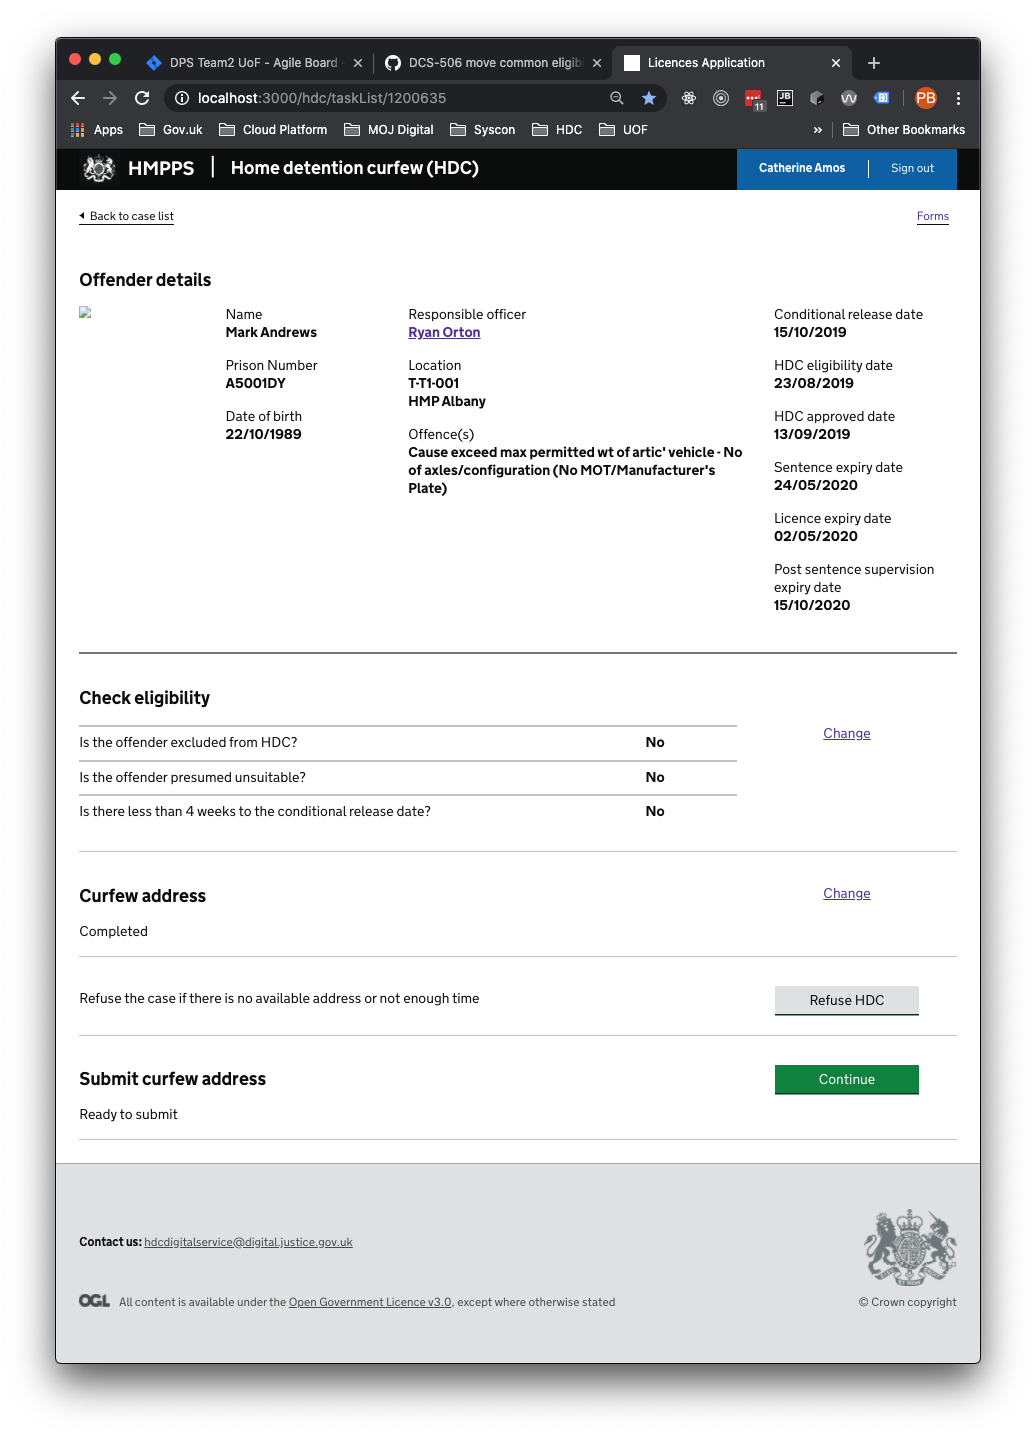 DPS Team2 UoF - Agile Board -
DCS-506 move common eligib
Licences Application
localhost:3000/hdc/taskList/1200635
11
JB
PB
Apps
Gov.uk
Cloud Platform
MOJ Digital
Syscon
HDC
UOF
»
Other Bookmarks
HMPPS | Home detention curfew (HDC)
Catherine Amos
Sign out
Back to case list
Forms
Offender details
Name
Mark Andrews
Prison Number
A5001DY
Date of birth
22/10/1989
Responsible officer
Ryan Orton
Location
T-T1-001
HMP Albany
Offence(s)
Cause exceed max permitted wt of artic' vehicle - No
of axles/configuration (No MOT/Manufacturer's
Plate)
Conditional release date
15/10/2019
HDC eligibility date
23/08/2019
HDC approved date
13/09/2019
Sentence expiry date
24/05/2020
Licence expiry date
02/05/2020
Post sentence supervision
expiry date
15/10/2020
Check eligibility
Is the offender excluded from HDC? No
Change
Is the offender presumed unsuitable? No
Is there less than 4 weeks to the conditional release date? No
Curfew address
Change
Completed
Refuse the case if there is no available address or not enough time
Refuse HDC
Submit curfew address
Continue
Ready to submit
Contact us: hdcdigitalservice@digital.justice.gov.uk
OGL All content is available under the Open Government Licence v3.0, except where otherwise stated
© Crown copyright